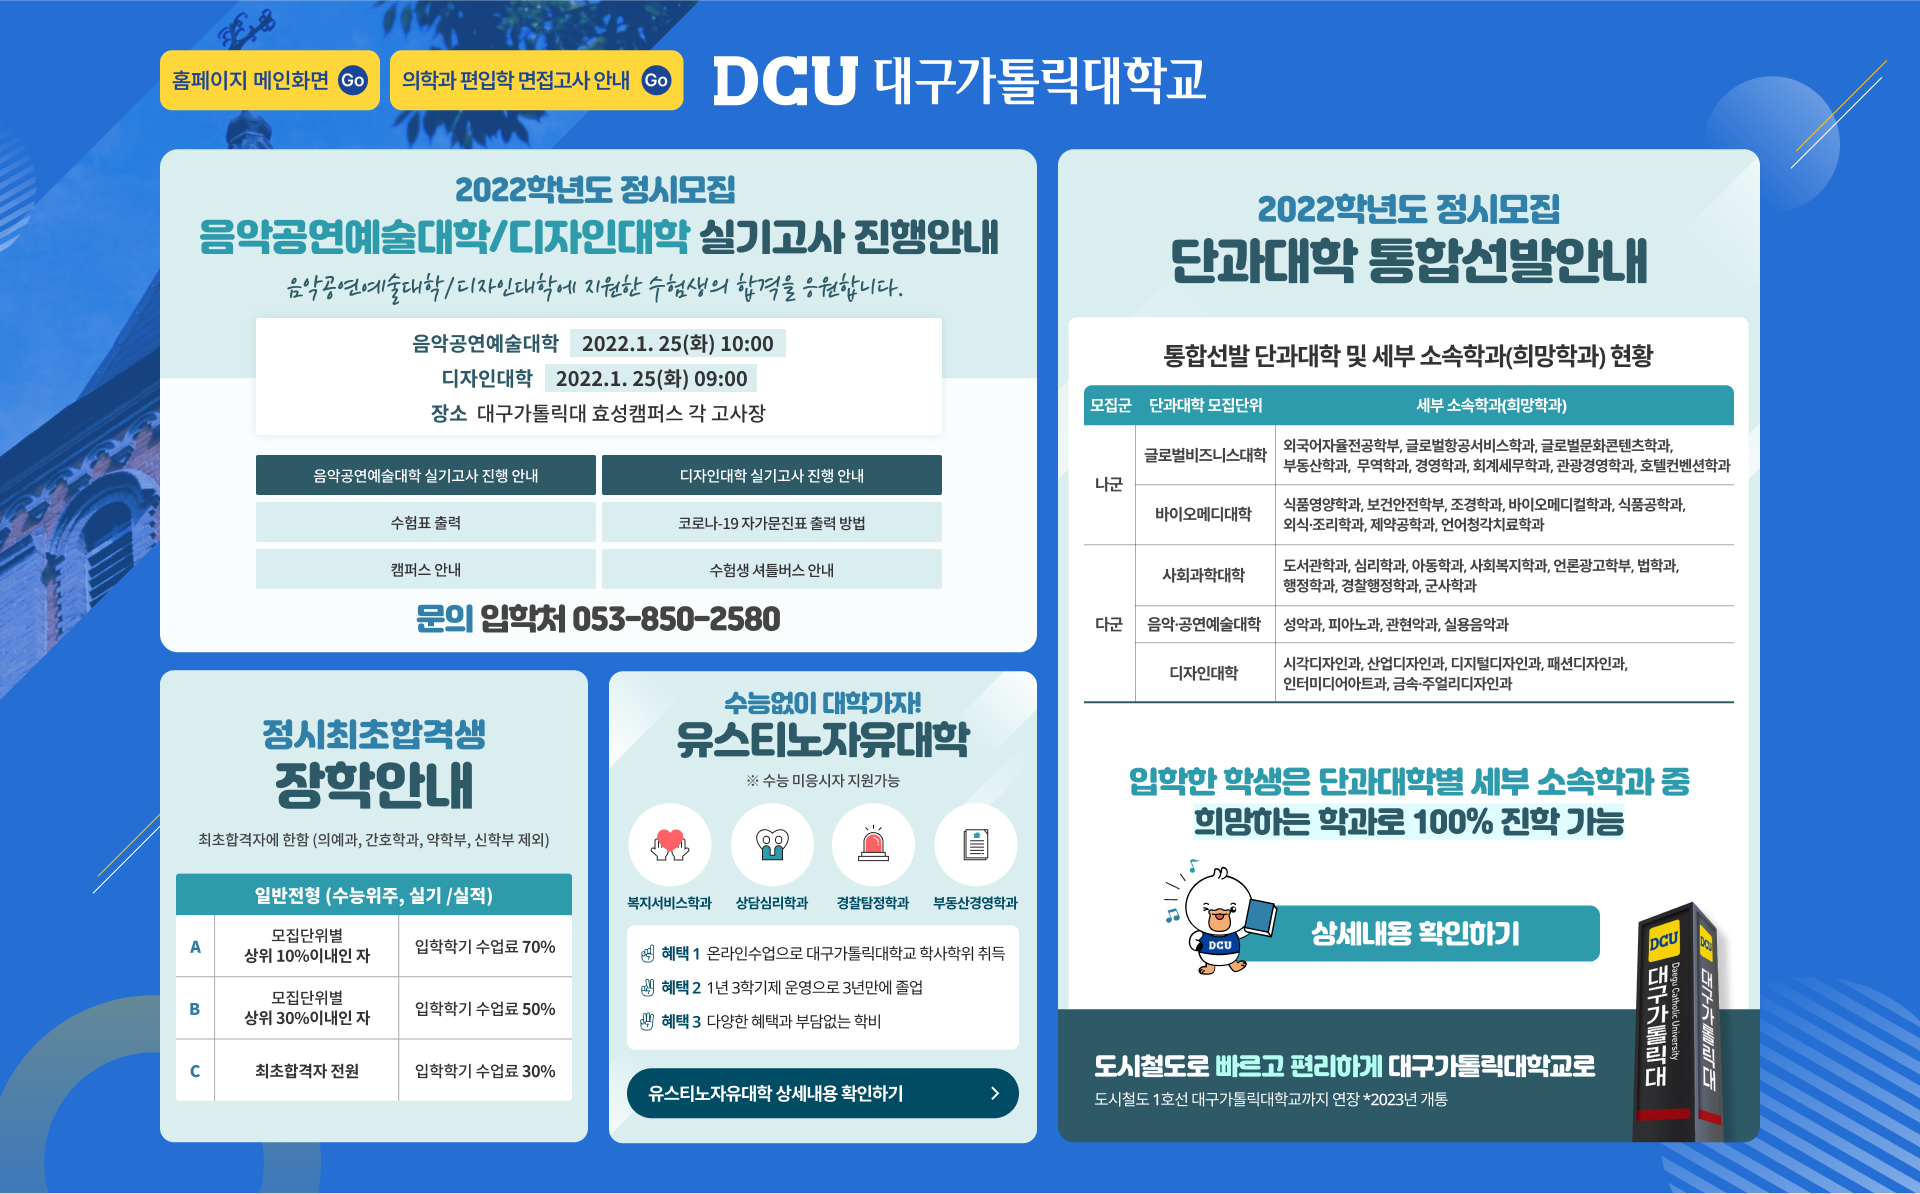 홈페이지 메인화면 Go
의학과 편입학 면접고사 안내 Go
DCU 대구가톨릭대학교
2022학년도 정시모집
음악공연예술대학/디자인대학 실기고사 진행안내
음악공연예술대학/디자인대학에 지원한 수험생의 합격을 응원합니다.
음악공연예술대학 2022.1. 25(화) 10:00
디자인대학 2022.1. 25(화) 09:00
장소 대구가톨릭대 효성캠퍼스 각 고사장
음악공연예술대학 실기고사 진행 안내
디자인대학 실기고사 진행 안내
수험표 출력
코로나-19 자가문진표 출력 방법
캠퍼스 안내
수험생 셔틀버스 안내
문의 입학처 053-850-2580
정시최초합격생
장학안내
최초합격자에 한함 (의예과, 간호학과, 약학부, 신학부 제외)
일반전형 (수능위주, 실기 /실적)
A
모집단위별
상위 10%이내인 자
입학학기 수업료 70%
B
모집단위별
상위 30%이내인 자
입학학기 수업료 50%
C
최초합격자 전원
입학학기 수업료 30%
수능없이 대학가자!
유스티노자유대학
※ 수능 미응시자 지원가능
복지서비스학과
상담심리학과
경찰탐정학과
부동산경영학과
혜택 1 온라인수업으로 대구가톨릭대학교 학사학위 취득
혜택 2 1년 3학기제 운영으로 3년만에 졸업
혜택 3 다양한 혜택과 부담없는 학비
유스티노자유대학 상세내용 확인하기
2022학년도 정시모집
단과대학 통합선발안내
통합선발 단과대학 및 세부 소속학과(희망학과) 현황
모집군
단과대학 모집단위
세부 소속학과(희망학과)
나군
글로벌비즈니스대학
외국어자율전공학부, 글로벌항공서비스학과, 글로벌문화콘텐츠학과,
부동산학과, 무역학과, 경영학과, 회계세무학과, 관광경영학과, 호텔컨벤션학과
바이오메디대학
식품영양학과, 보건안전학부, 조경학과, 바이오메디컬학과, 식품공학과,
외식·조리학과, 제약공학과, 언어청각치료학과
다군
사회과학대학
도서관학과, 심리학과, 아동학과, 사회복지학과, 언론광고학부, 법학과,
행정학과, 경찰행정학과, 군사학과
음악·공연예술대학
성악과, 피아노과, 관현악과, 실용음악과
디자인대학
시각디자인과, 산업디자인과, 디지털디자인과, 패션디자인과,
인터미디어아트과, 금속·주얼리디자인과
입학한 학생은 단과대학별 세부 소속학과 중
희망하는 학과로 100% 진학 가능
DCU
상세내용 확인하기
도시철도로 빠르고 편리하게 대구가톨릭대학교로
도시철도 1호선 대구가톨릭대학교까지 연장 *2023년 개통
DCU
대구가톨릭대
Daegu Catholic University
DCU
대구가톨릭대